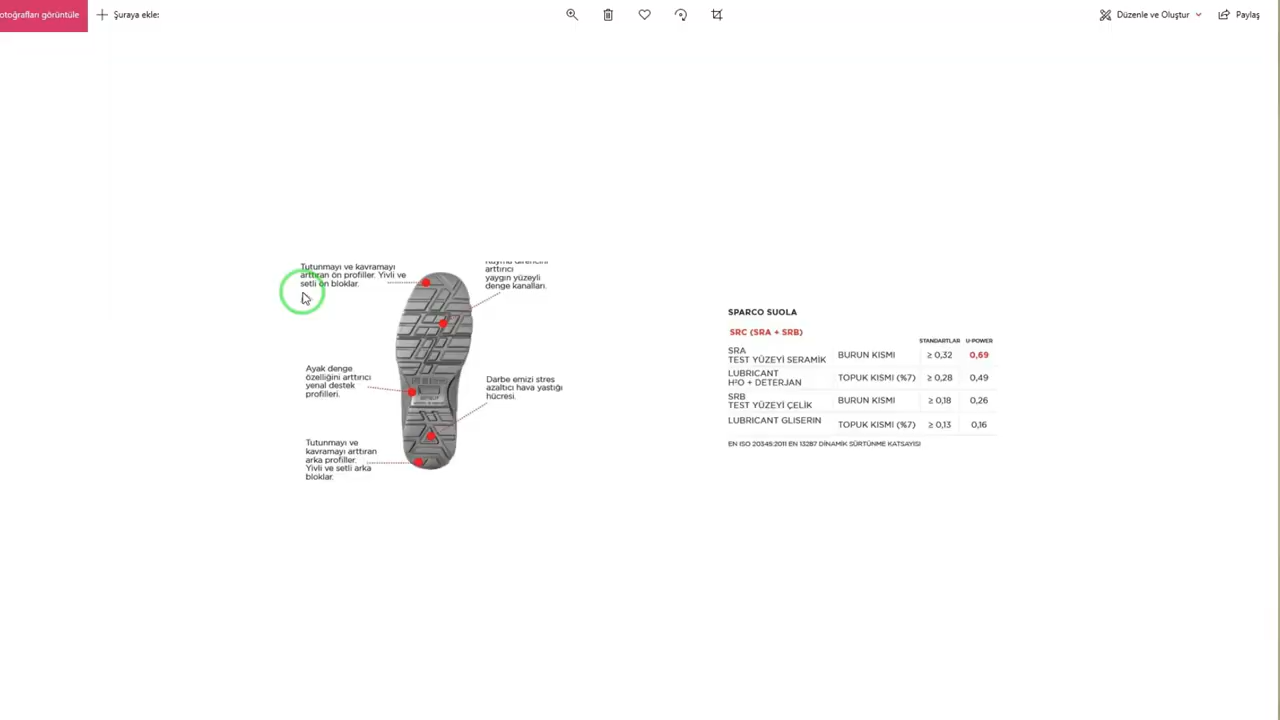 otoğrafları görüntüle
Şuraya ekle:
Düzenle ve Oluştur
Paylaş
Tutunmayı ve kavramayı
arttıran ön profiller. Yivli ve
setli ön bloklar.
Kayma direncini
arttırıcı
yaygın yüzeyli
denge kanalları.
Ayak denge
özelliğini arttırıcı
yenal destek
profilleri.
Darbe emizi stres
azaltıcı hava yastığı
hücresi.
Tutunmayı ve
kavramayı arttıran
arka profiller.
Yivli ve setli arka
bloklar.
SPARCO SUOLA
SRC (SRA + SRB)
STANDARTLAR U-POWER
SRA
TEST YÜZEYİ SERAMİK BURUN KISMI ≥ 0,32 0,69
LUBRICANT
H²O + DETERJAN TOPUK KISMI (%7) ≥ 0,28 0,49
SRB
TEST YÜZEYİ ÇELİK BURUN KISMI ≥ 0,18 0,26
LUBRICANT GLISERIN TOPUK KISMI (%7) ≥ 0,13 0,16
EN ISO 20345:2011 EN 13287 DİNAMİK SÜRTÜNME KATSAYISI